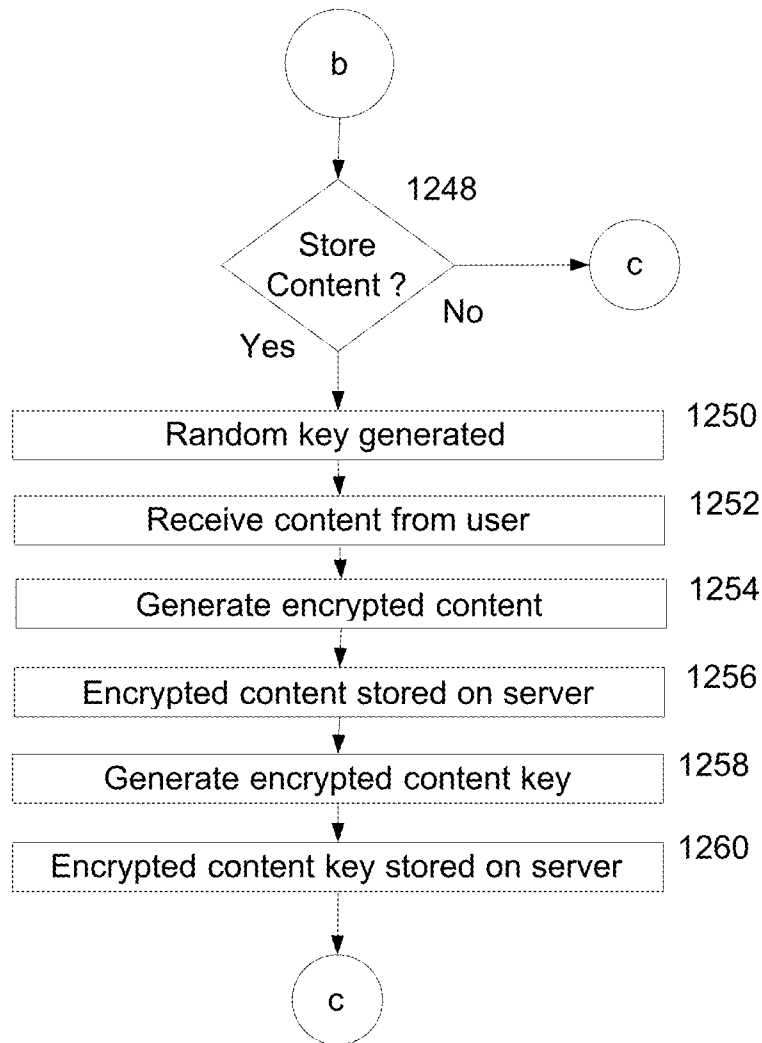 b
1248
Store
Content ?
c
No
Yes
1250
Random key generated
1252
Receive content from user
1254
Generate encrypted content
1256
Encrypted content stored on server
1258
Generate encrypted content key
1260
Encrypted content key stored on server
c